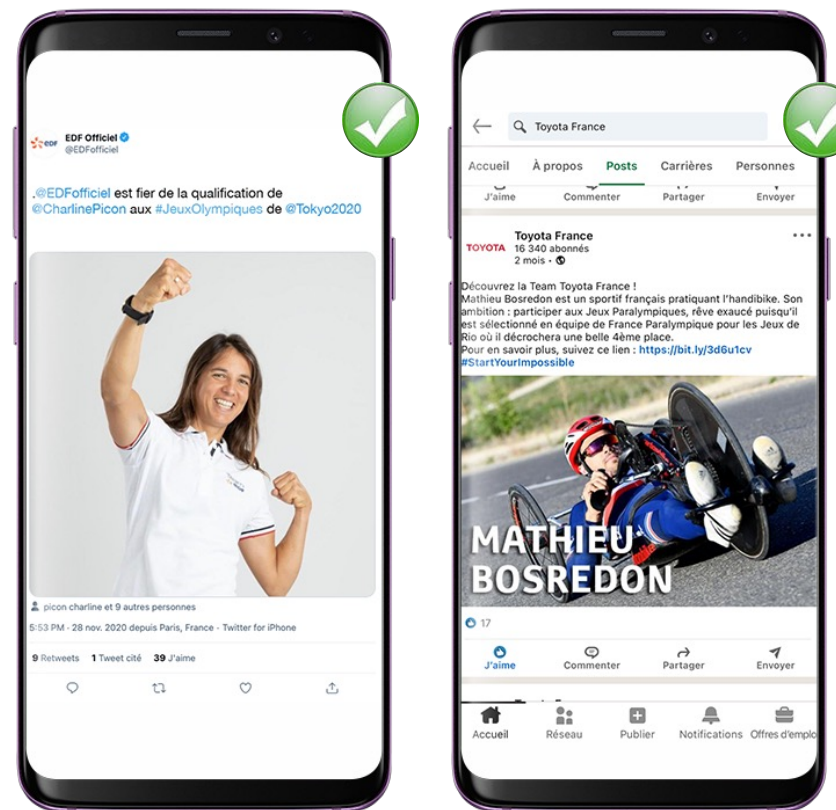 EDF
EDF Officiel
@EDFofficiel
.@EDFofficiel est fier de la qualification de
@CharlinePicon aux #JeuxOlympiques de @Tokyo2020
picon charline et 9 autres personnes
5:53 PM · 28 nov. 2020 depuis Paris, France · Twitter for iPhone
9 Retweets 1 Tweet cité 39 J'aime
Toyota France
Accueil À propos Posts Carrières Personnes
J'aime Commenter Partager Envoyer
TOYOTA
Toyota France
16 340 abonnés
2 mois •
Découvrez la Team Toyota France !
Mathieu Bosredon est un sportif français pratiquant l'handibike. Son
ambition : participer aux Jeux Paralympiques, rêve exaucé puisqu'il
est sélectionné en équipe de France Paralympique pour les Jeux de
Rio où il décrochera une belle 4ème place.
Pour en savoir plus, suivez ce lien : https://bit.ly/3d6u1cv
#StartYourImpossible
MATHIEU
BOSREDON
17
J'aime Commenter Partager Envoyer
Accueil Réseau Publier Notifications Offres d'emplo